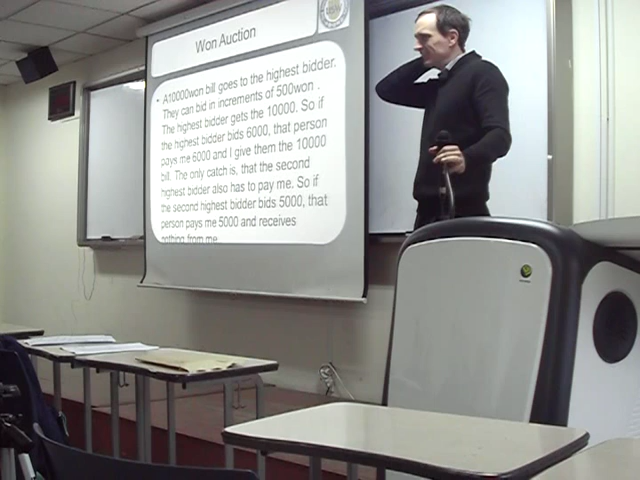 Won Auction
• A10000won bill goes to the highest bidder.
They can bid in increments of 500won .
The highest bidder gets the 10000. So if
the highest bidder bids 6000, that person
pays me 6000 and I give them the 10000
bill. The only catch is, that the second
highest bidder also has to pay me. So if
the second highest bidder bids 5000, that
person pays me 5000 and receives
nothing from me